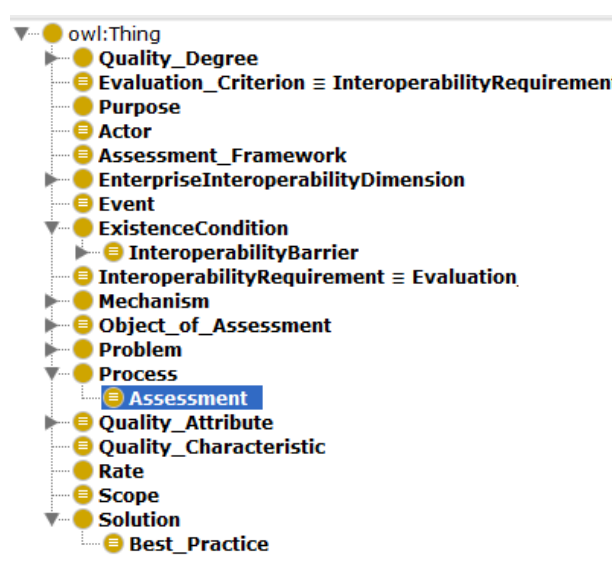 owl:Thing
Quality_Degree
Evaluation_Criterion ≡ InteroperabilityRequirement
Purpose
Actor
Assessment_Framework
EnterpriseInteroperabilityDimension
Event
ExistenceCondition
InteroperabilityBarrier
InteroperabilityRequirement ≡ Evaluation_
Mechanism
Object_of_Assessment
Problem
Process
Assessment
Quality_Attribute
Quality_Characteristic
Rate
Scope
Solution
Best_Practice